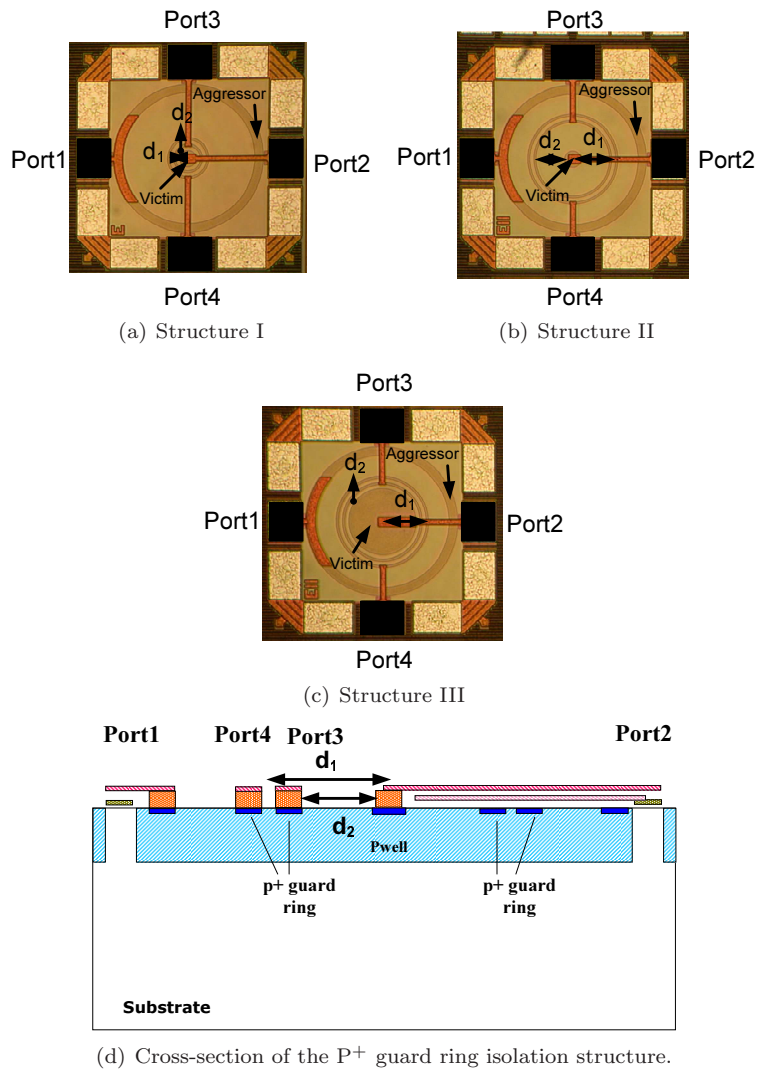 Port3
Port3
Aggressor
d2
d1
Port1
Port2
Victim
Port4
(a) Structure I
Aggressor
d2
d1
Port1
Port2
Victim
Port4
(b) Structure II
Port3
Aggressor
d2
d1
Port1
Port2
Victim
Port4
(c) Structure III
Port1 Port4 Port3 Port2
d1
d2
Pwell
p+ guard ring
p+ guard ring
Substrate
(d) Cross-section of the P+ guard ring isolation structure.